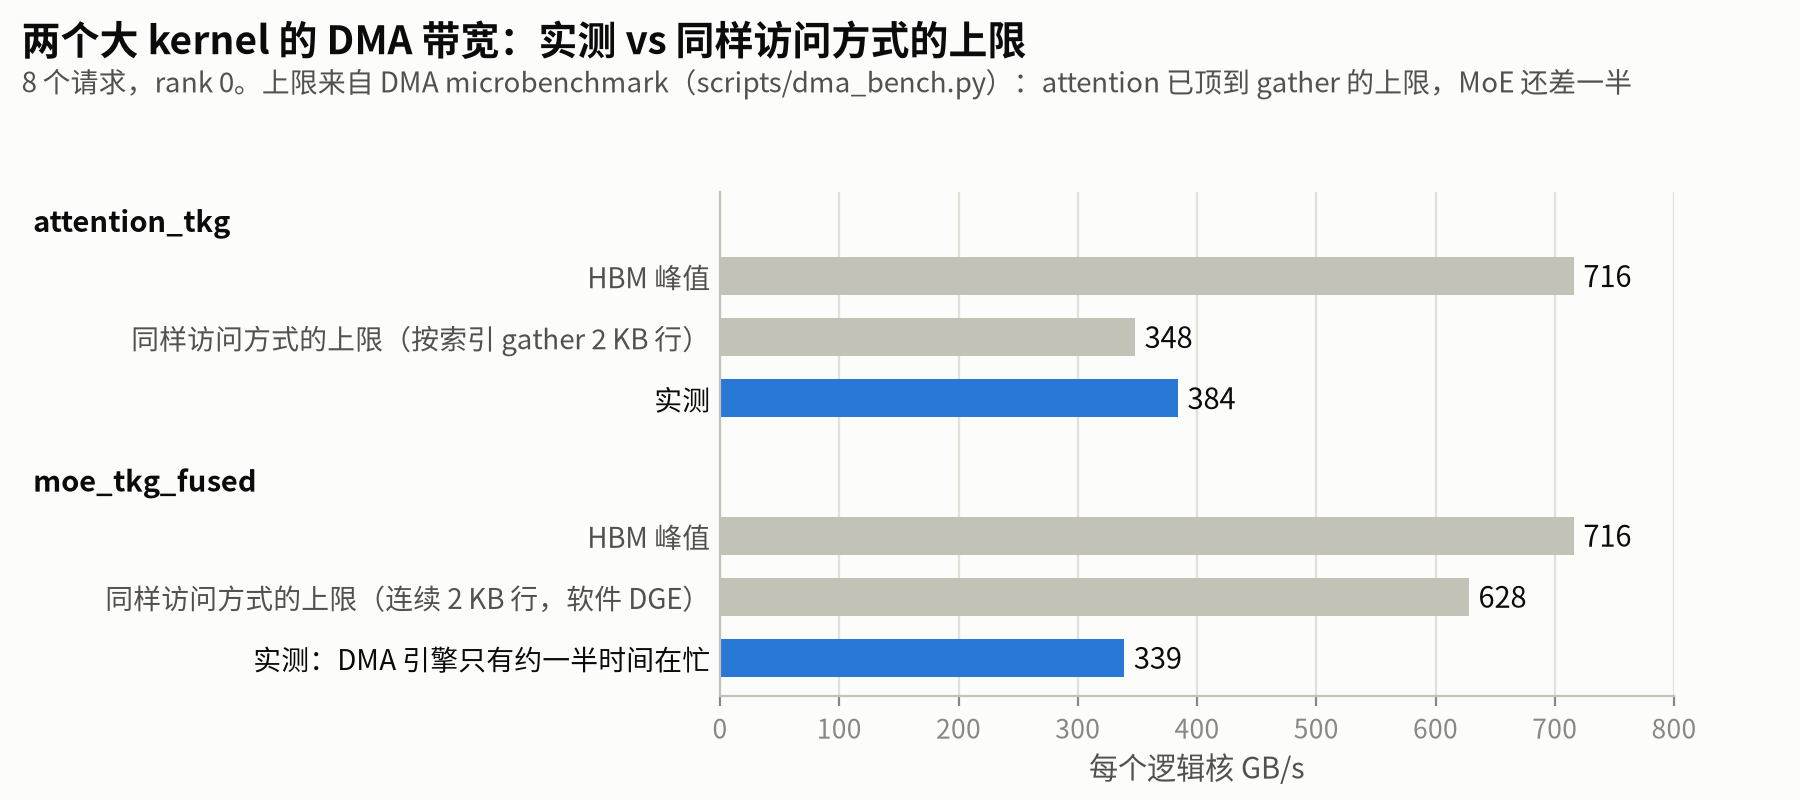 两个大 kernel 的 DMA 带宽：实测 vs 同样访问方式的上限
8 个请求，rank 0。上限来自 DMA microbenchmark（scripts/dma_bench.py）：attention 已顶到 gather 的上限，MoE 还差一半
attention_tkg
HBM 峰值 716
同样访问方式的上限（按索引 gather 2 KB 行） 348
实测 384
moe_tkg_fused
HBM 峰值 716
同样访问方式的上限（连续 2 KB 行，软件 DGE） 628
实测：DMA 引擎只有约一半时间在忙 339
0 100 200 300 400 500 600 700 800
每个逻辑核 GB/s